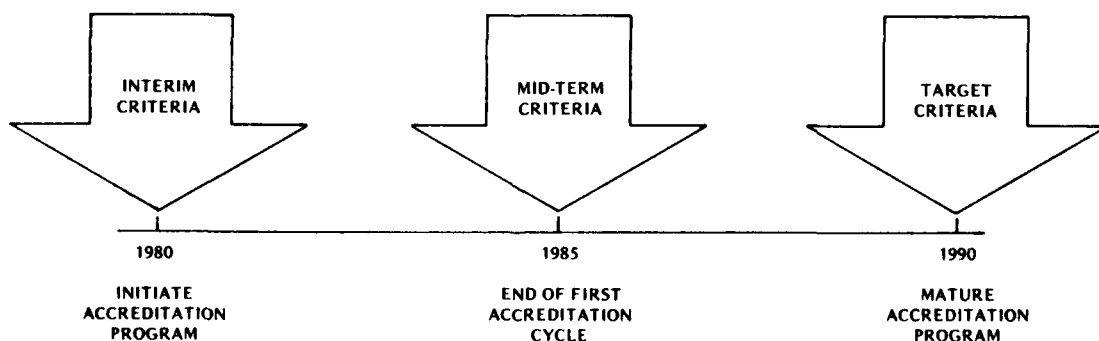 INTERIM
CRITERIA
MID-TERM
CRITERIA
TARGET
CRITERIA
1980
1985
1990
INITIATE
ACCREDITATION
PROGRAM
END OF FIRST
ACCREDITATION
CYCLE
MATURE
ACCREDITATION
PROGRAM